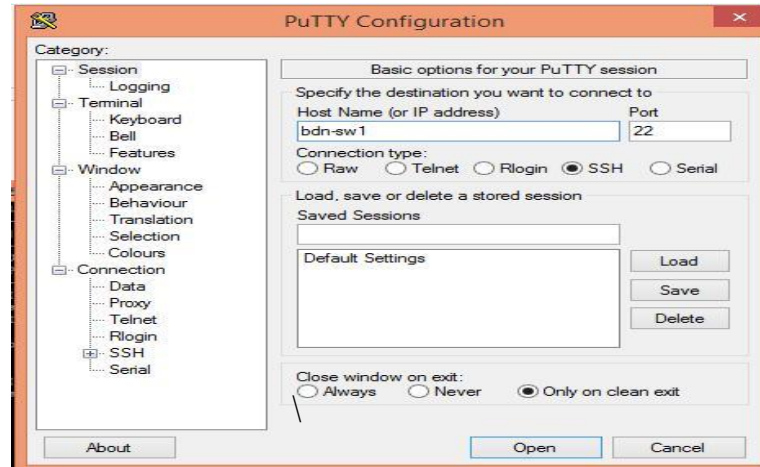 PuTTY Configuration
Category:
Session
Logging
Terminal
Keyboard
Bell
Features
Window
Appearance
Behaviour
Translation
Selection
Colours
Connection
Data
Proxy
Telnet
Rlogin
SSH
Serial
Basic options for your PuTTY session
Specify the destination you want to connect to
Host Name (or IP address) Port
bdn-sw1 22
Connection type:
Raw Telnet Rlogin SSH Serial
Load, save or delete a stored session
Saved Sessions
Default Settings
Load
Save
Delete
Close window on exit:
Always Never Only on clean exit
About Open Cancel